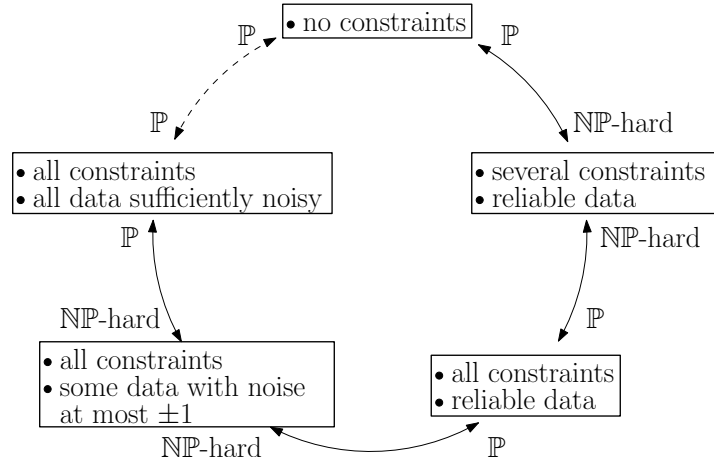 • no constraints
ℙ
ℙ
ℙ
ℕℙ-hard
• all constraints
• all data sufficiently noisy
• several constraints
• reliable data
ℙ
ℕℙ-hard
ℕℙ-hard
ℙ
• all constraints
• some data with noise
at most ±1
• all constraints
• reliable data
ℕℙ-hard
ℙ